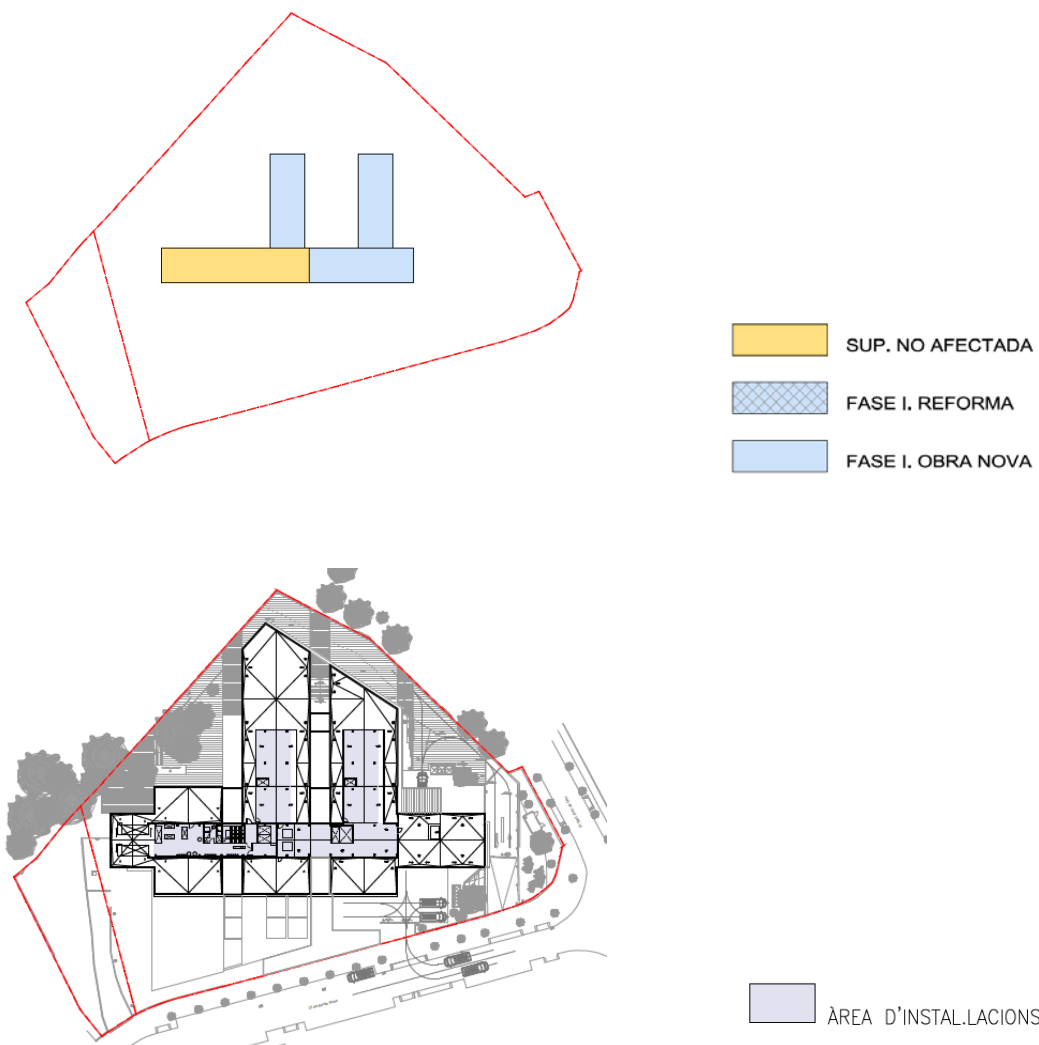 SUP. NO AFECTADA
FASE I. REFORMA
FASE I. OBRA NOVA
ÀREA D'INSTAL.LACIONS